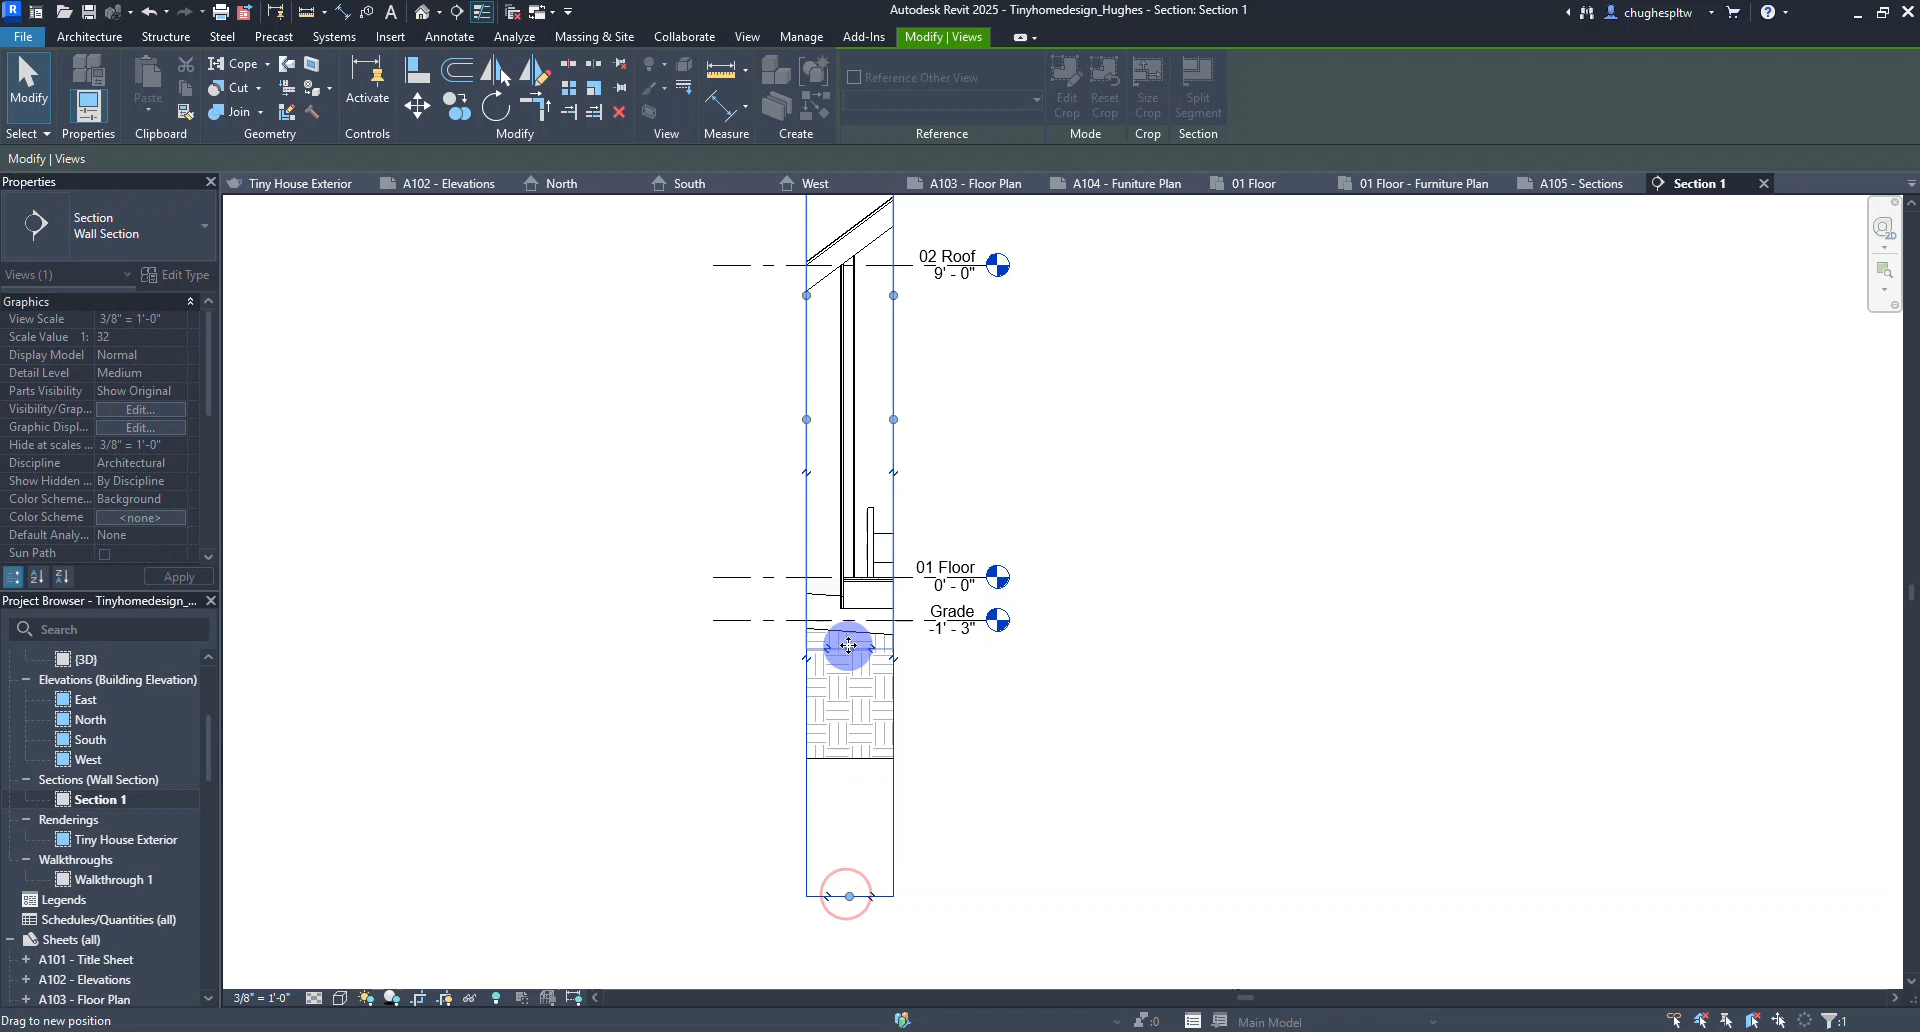 Autodesk Revit 2025 - Tinyhomedesign_Hughes - Section: Section 1
chughespltw
File Architecture Structure Steel Precast Systems Insert Annotate Analyze Massing & Site Collaborate View Manage Add-Ins Modify | Views
Modify
Select
Properties
Paste
Clipboard
Cope
Cut
Join
Geometry
Activate
Controls
Modify
View
Measure
Create
Reference Other View
Reference
Edit Crop
Reset Crop
Mode
Size Crop
Crop
Split Segment
Section
Modify | Views
Properties
Tiny House Exterior
A102 - Elevations
North
South
West
A103 - Floor Plan
A104 - Funiture Plan
01 Floor
01 Floor - Furniture Plan
A105 - Sections
Section 1
Section
Wall Section
Views (1)
Edit Type
Graphics
View Scale 3/8" = 1'-0"
Scale Value 1: 32
Display Model Normal
Detail Level Medium
Parts Visibility Show Original
Visibility/Grap... Edit...
Graphic Displ... Edit...
Hide at scales ... 3/8" = 1'-0"
Discipline Architectural
Show Hidden ... By Discipline
Color Scheme... Background
Color Scheme <none>
Default Analy... None
Sun Path
Apply
Project Browser - Tinyhomedesign_...
Search
{3D}
Elevations (Building Elevation)
East
North
South
West
Sections (Wall Section)
Section 1
Renderings
Tiny House Exterior
Walkthroughs
Walkthrough 1
Legends
Schedules/Quantities (all)
Sheets (all)
A101 - Title Sheet
A102 - Elevations
A103 - Floor Plan
02 Roof
9' - 0"
01 Floor
0' - 0"
Grade
-1' - 3"
2D
3/8" = 1'-0"
Drag to new position
:0
Main Model
:1